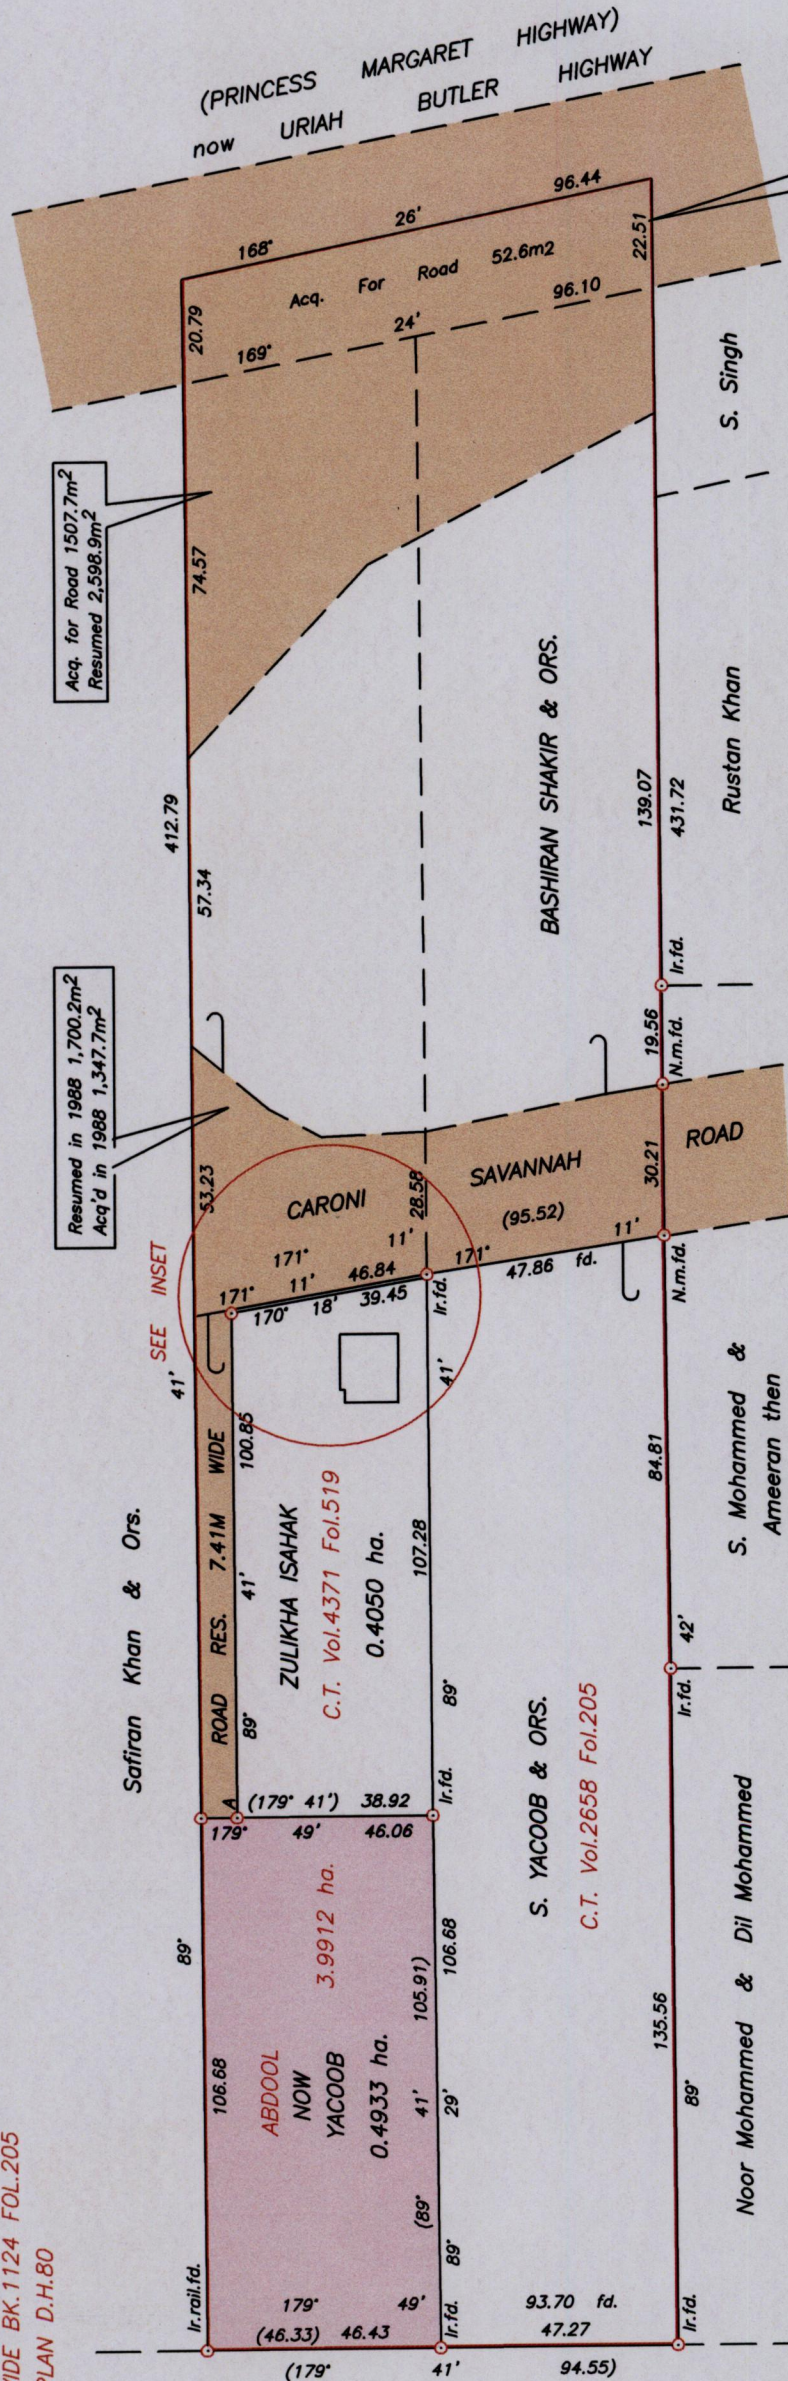 (PRINCESS MARGARET HIGHWAY)
now URIAH BUTLER HIGHWAY
168° 26' 96.44
Acq. For Road 52.6m2
22.51
20.79
169° 24' 96.10
S. Singh
Acq. for Road 1507.7m2
Resumed 2,598.9m2
74.57
412.79
57.34
BASHIRAN SHAKIR & ORS.
139.07
431.72
Rustan Khan
Ir.fd.
19.56
N.m.fd.
Resumed in 1988 1,700.2m2
Acq'd in 1988 1,347.7m2
53.23
CARONI SAVANNAH ROAD
28.58
(95.52)
30.21
SEE INSET
171° 11'
171° 11' 46.84
170° 18' 39.45
171° 47.86 fd. 11'
Ir.fd.
N.m.fd.
41'
41'
Safiran Khan & Ors.
ROAD RES. 7.41M WIDE
89° 41' 100.85
ZULIKHA ISAHAK
C.T. Vol.4371 Fol.519
0.4050 ha.
107.28
89°
84.81
S. Mohammed &
Ameeran then
42'
Ir.fd.
A
(179° 41') 38.92
179° 49' 46.06
Ir.fd.
S. YACOOB & ORS.
C.T. Vol.2658 Fol.205
89°
106.68
ABDOOL
NOW
YACOOB
3.9912 ha.
0.4933 ha.
(89° 41' 105.91)
89° 29' 106.68
135.56
89°
Noor Mohammed & Dil Mohammed
Ir.rail.fd.
179° 49'
(46.33) 46.43
Ir.fd.
93.70 fd.
47.27
Ir.fd.
(179° 41' 94.55)
VIDE BK.1124 FOL.205
PLAN D.H.80